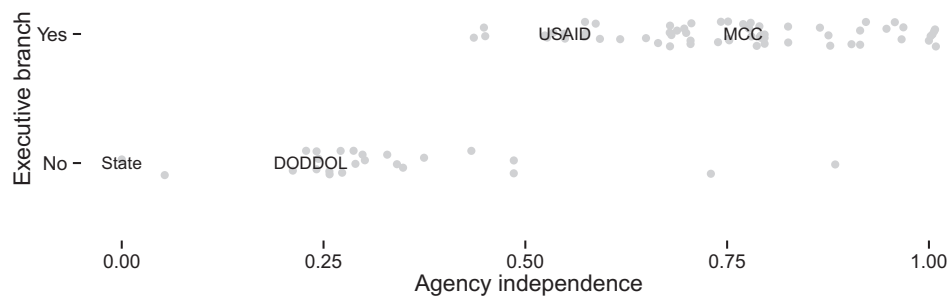 Executive branch
Yes
USAID
MCC
No
State
DODDOL
0.00
0.25
0.50
0.75
1.00
Agency independence